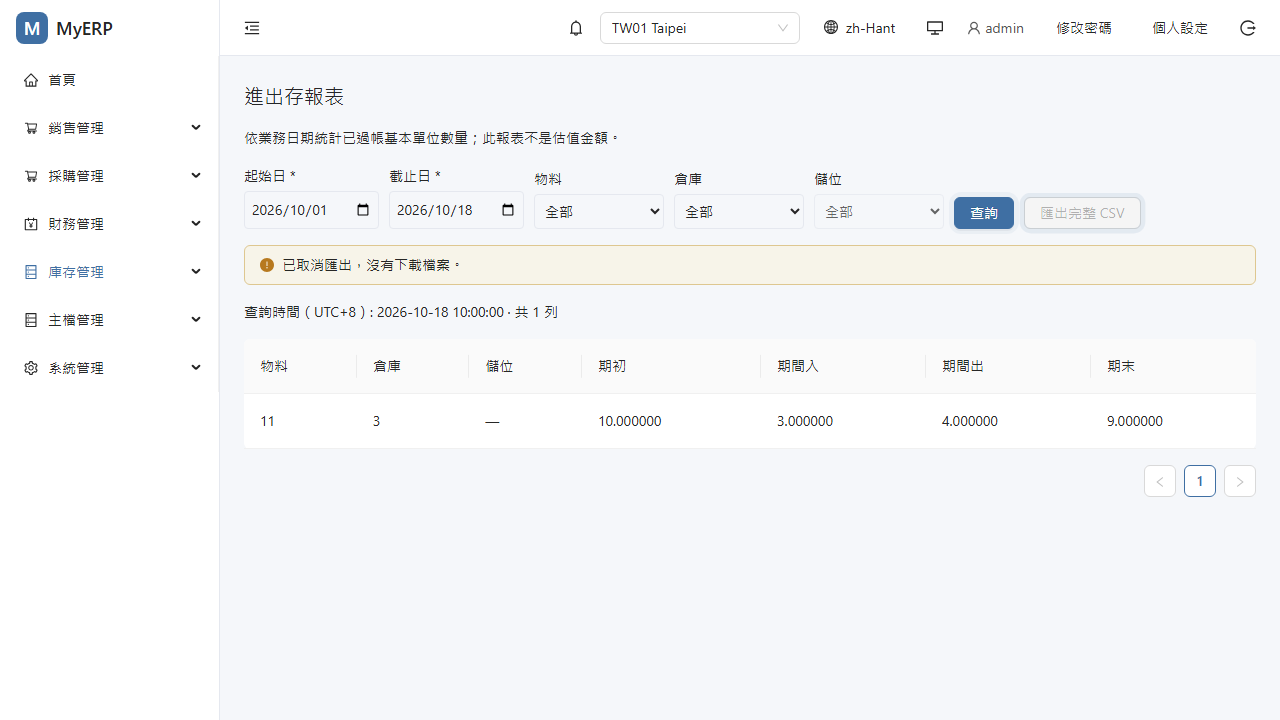 M MyERP
TW01 Taipei
zh-Hant
admin
修改密碼
個人設定
首頁
銷售管理
採購管理
財務管理
庫存管理
主檔管理
系統管理
進出存報表
依業務日期統計已過帳基本單位數量；此報表不是估值金額。
起始日 * 截止日 * 物料 倉庫 儲位
2026/10/01 2026/10/18 全部 全部 全部 查詢 匯出完整 CSV
已取消匯出，沒有下載檔案。
查詢時間（UTC+8）: 2026-10-18 10:00:00 · 共 1 列
物料 倉庫 儲位 期初 期間入 期間出 期末
11 3 — 10.000000 3.000000 4.000000 9.000000
1